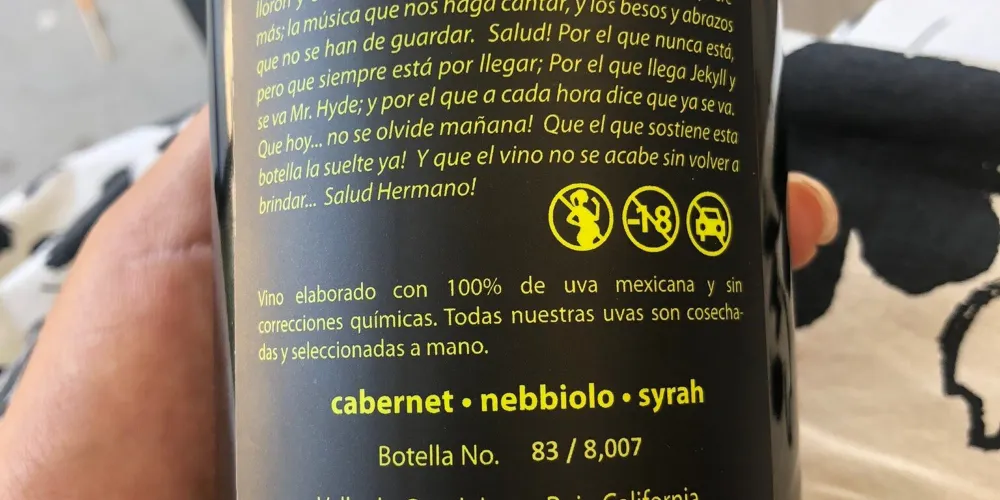 llorón y
más; la música que nos haga cantar, y los besos y abrazos
que no se han de guardar. Salud! Por el que nunca está,
pero que siempre está por llegar; Por el que llega Jekyll y
se va Mr. Hyde; y por el que a cada hora dice que ya se va.
Que hoy... no se olvide mañana! Que el que sostiene esta
botella la suelte ya! Y que el vino no se acabe sin volver a
brindar... Salud Hermano!
-18
Vino elaborado con 100% de uva mexicana y sin
correcciones químicas. Todas nuestras uvas son cosecha-
das y seleccionadas a mano.
cabernet • nebbiolo • syrah
Botella No. 83 / 8,007
Baja California